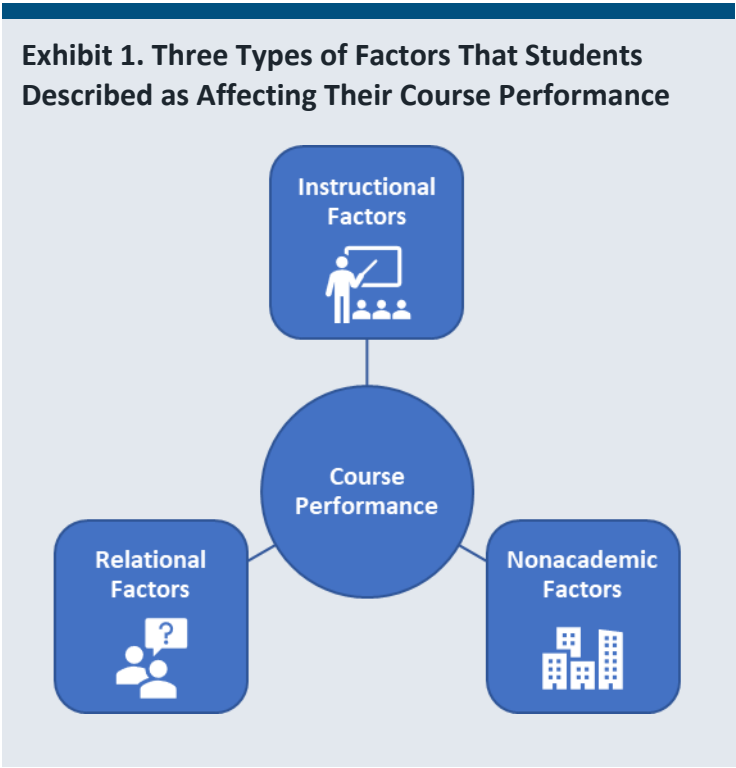 Exhibit 1. Three Types of Factors That Students
Described as Affecting Their Course Performance
Instructional
Factors
Course
Performance
Relational
Factors
?
Nonacademic
Factors